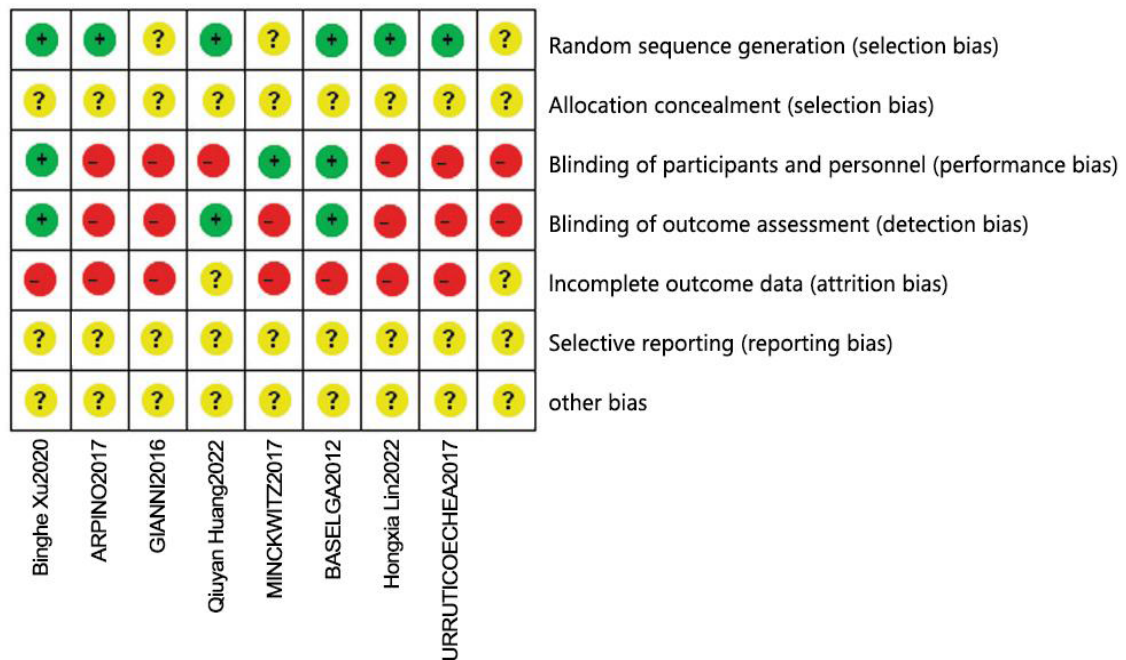 + + ? + ? + + + ? Random sequence generation (selection bias)
? ? ? ? ? ? ? ? ? Allocation concealment (selection bias)
+ – – – + + – – – Blinding of participants and personnel (performance bias)
+ – – + – + – – – Blinding of outcome assessment (detection bias)
– – – ? – – – – ? Incomplete outcome data (attrition bias)
? ? ? ? ? ? ? ? ? Selective reporting (reporting bias)
? ? ? ? ? ? ? ? ? other bias
Binghe Xu2020
ARPINO2017
GIANNI2016
Qiuyan Huang2022
MINCKWITZ2017
BASELGA2012
Hongxia Lin2022
URRUTICOECHEA2017